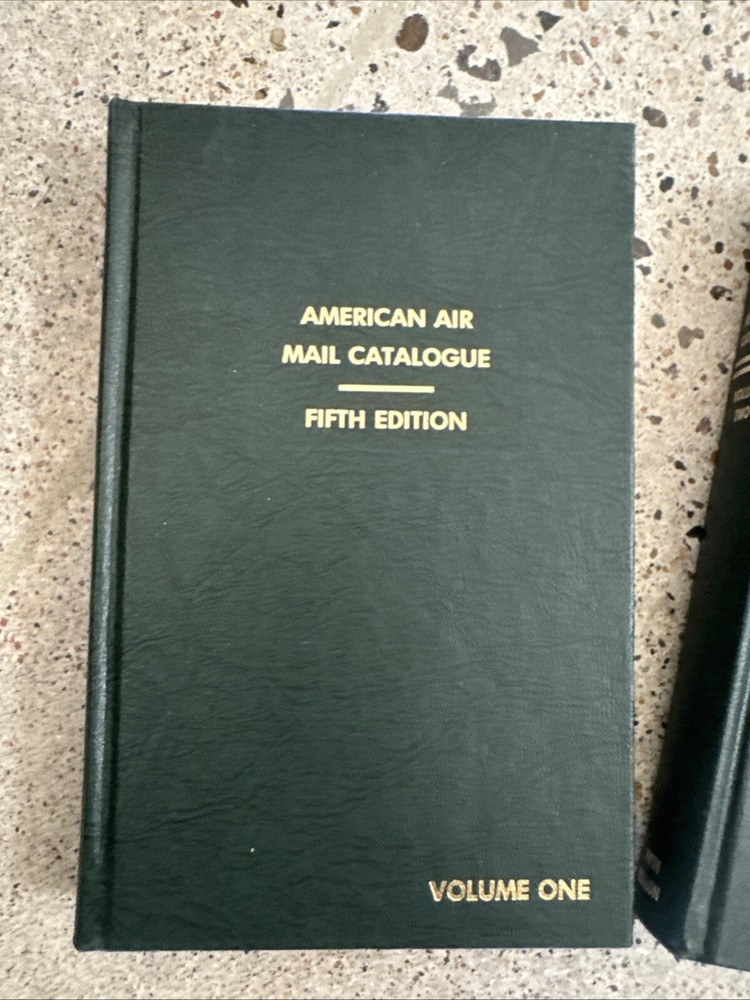 AMERICAN AIR
MAIL CATALOGUE
FIFTH EDITION
VOLUME ONE